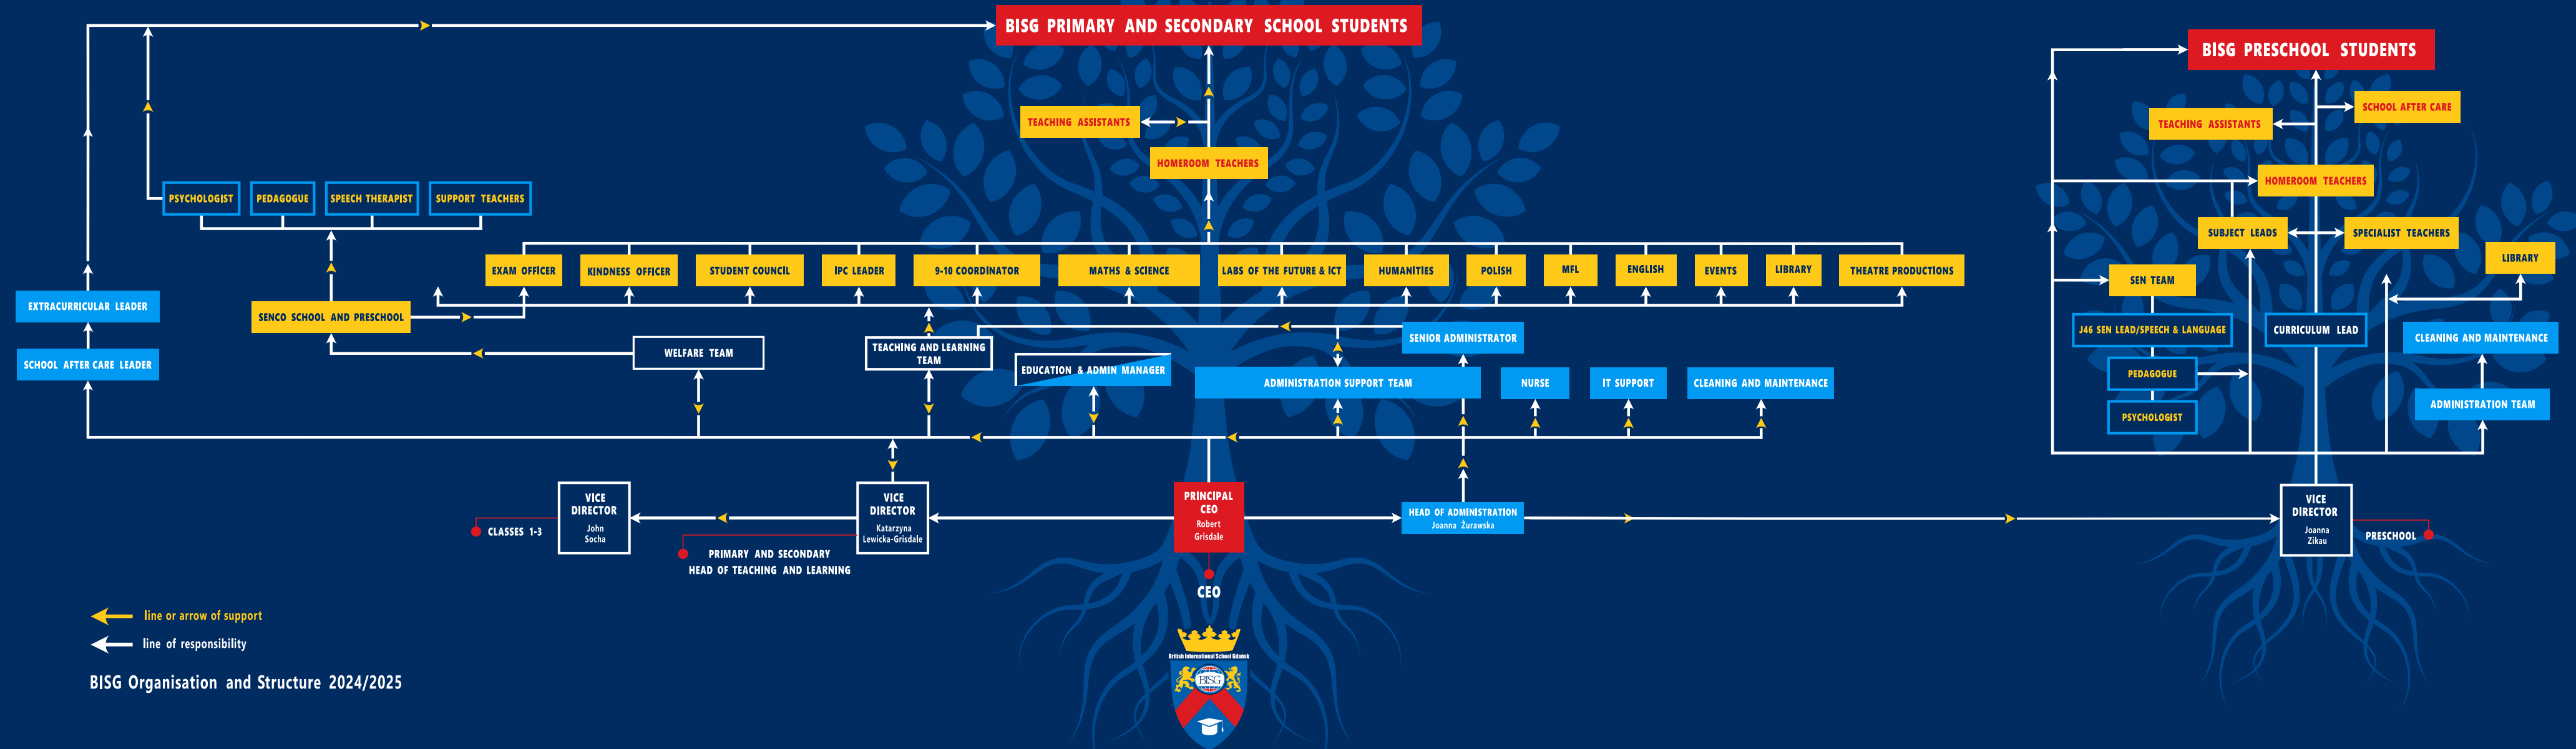 BISG PRIMARY AND SECONDARY SCHOOL STUDENTS
BISG PRESCHOOL STUDENTS
SCHOOL AFTER CARE
TEACHING ASSISTANTS
TEACHING ASSISTANTS
HOMEROOM TEACHERS
HOMEROOM TEACHERS
PSYCHOLOGIST
PEDAGOGUE
SPEECH THERAPIST
SUPPORT TEACHERS
SUBJECT LEADS
SPECIALIST TEACHERS
LIBRARY
EXAM OFFICER
KINDNESS OFFICER
STUDENT COUNCIL
IPC LEADER
9-10 COORDINATOR
MATHS & SCIENCE
LABS OF THE FUTURE & ICT
HUMANITIES
POLISH
MFL
ENGLISH
EVENTS
LIBRARY
THEATRE PRODUCTIONS
SEN TEAM
EXTRACURRICULAR LEADER
SENCO SCHOOL AND PRESCHOOL
J46 SEN LEAD/SPEECH & LANGUAGE
CURRICULUM LEAD
CLEANING AND MAINTENANCE
SENIOR ADMINISTRATOR
WELFARE TEAM
TEACHING AND LEARNING
TEAM
SCHOOL AFTER CARE LEADER
EDUCATION & ADMIN MANAGER
ADMINISTRATION SUPPORT TEAM
NURSE
IT SUPPORT
CLEANING AND MAINTENANCE
PEDAGOGUE
ADMINISTRATION TEAM
PSYCHOLOGIST
VICE
DIRECTOR
John
Socha
CLASSES 1-3
VICE
DIRECTOR
Katarzyna
Lewicka-Grisdale
PRIMARY AND SECONDARY
HEAD OF TEACHING AND LEARNING
PRINCIPAL
CEO
Robert
Grisdale
CEO
HEAD OF ADMINISTRATION
Joanna Żurawska
VICE
DIRECTOR
Joanna
Zikau
PRESCHOOL
line or arrow of support
line of responsibility
BISG Organisation and Structure 2024/2025
British International School Gdańsk
BISG